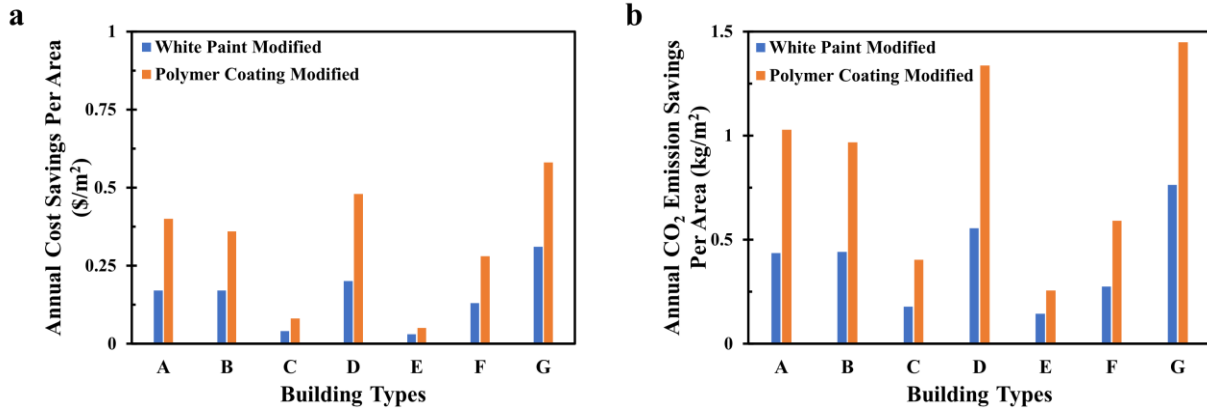 a
Annual Cost Savings Per Area
($/m²)
1
0.75
0.5
0.25
0
White Paint Modified
Polymer Coating Modified
A B C D E F G
Building Types
b
Annual CO₂ Emission Savings
Per Area (kg/m²)
1.5
1
0.5
0
White Paint Modified
Polymer Coating Modified
A B C D E F G
Building Types